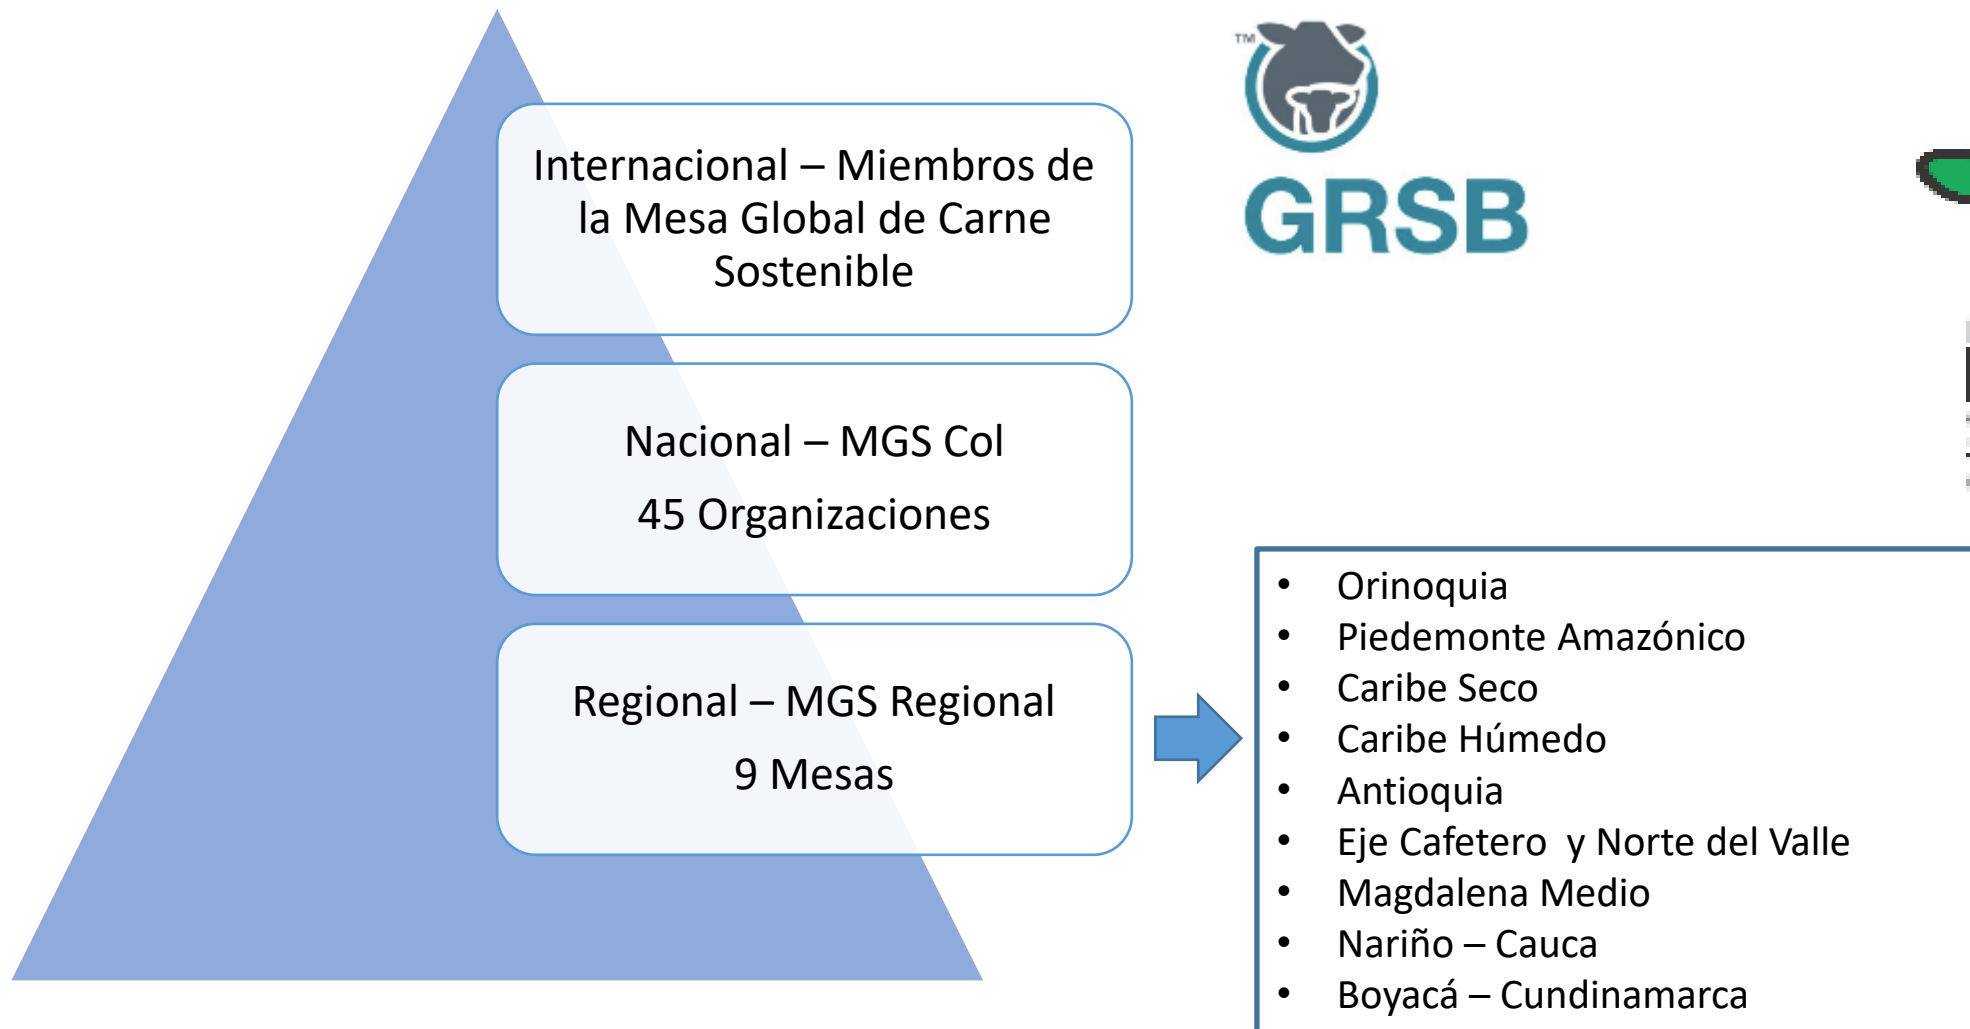 Internacional – Miembros de
la Mesa Global de Carne
Sostenible
TM
GRSB
Nacional – MGS Col
45 Organizaciones
Regional – MGS Regional
9 Mesas
• Orinoquia
• Piedemonte Amazónico
• Caribe Seco
• Caribe Húmedo
• Antioquia
• Eje Cafetero  y Norte del Valle
• Magdalena Medio
• Nariño – Cauca
• Boyacá – Cundinamarca